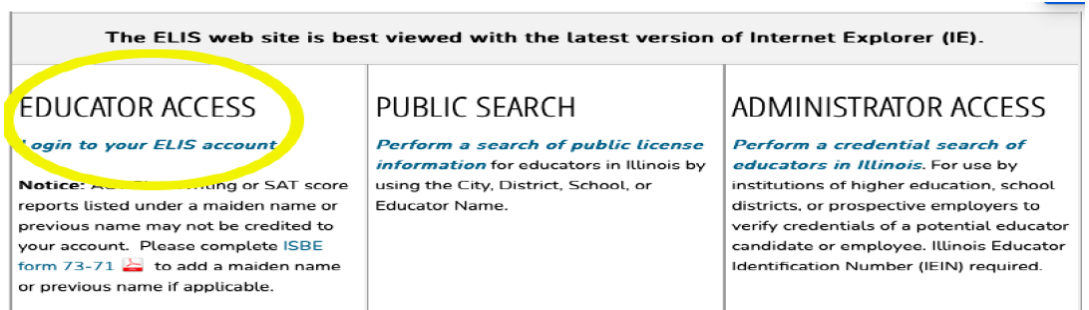 The ELIS web site is best viewed with the latest version of Internet Explorer (IE).
EDUCATOR ACCESS
Login to your ELIS account
Notice: or SAT score
reports listed under a maiden name or
previous name may not be credited to
your account. Please complete ISBE
form 73-71 to add a maiden name
or previous name if applicable.
PUBLIC SEARCH
Perform a search of public license
information for educators in Illinois by
using the City, District, School, or
Educator Name.
ADMINISTRATOR ACCESS
Perform a credential search of
educators in Illinois. For use by
institutions of higher education, school
districts, or prospective employers to
verify credentials of a potential educator
candidate or employee. Illinois Educator
Identification Number (IEIN) required.